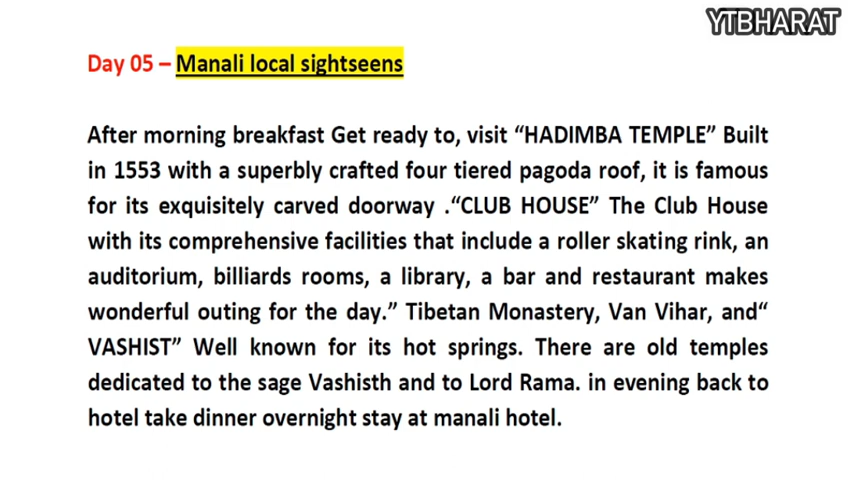 YTBHARAT
Day 05 – Manali local sightseens
After morning breakfast Get ready to, visit “HADIMBA TEMPLE” Built
in 1553 with a superbly crafted four tiered pagoda roof, it is famous
for its exquisitely carved doorway .“CLUB HOUSE” The Club House
with its comprehensive facilities that include a roller skating rink, an
auditorium, billiards rooms, a library, a bar and restaurant makes
wonderful outing for the day.” Tibetan Monastery, Van Vihar, and“
VASHIST” Well known for its hot springs. There are old temples
dedicated to the sage Vashisth and to Lord Rama. in evening back to
hotel take dinner overnight stay at manali hotel.